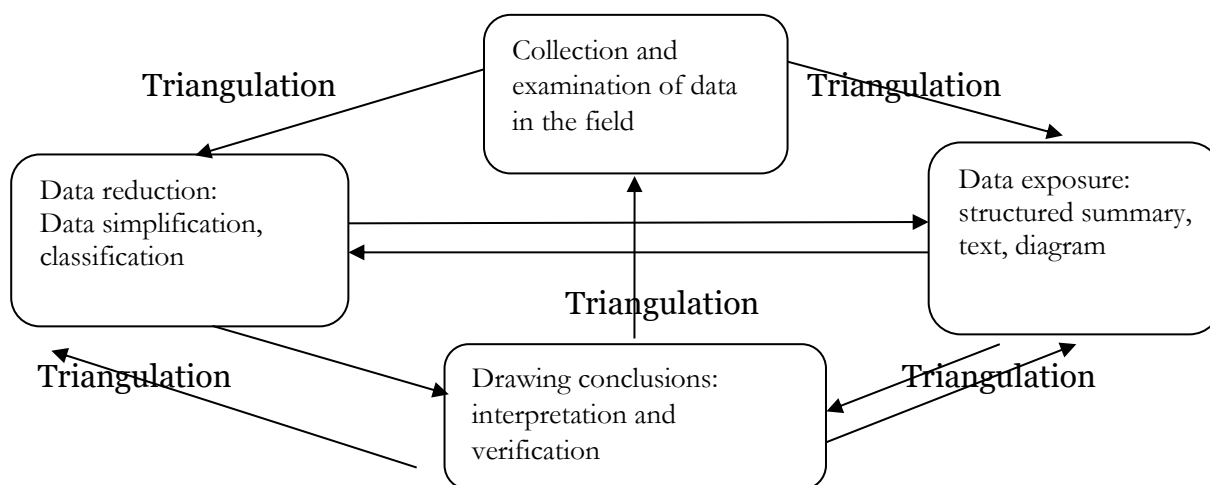 Collection and
examination of data
in the field
Triangulation
Triangulation
Data reduction:
Data simplification,
classification
Data exposure:
structured summary,
text, diagram
Triangulation
Triangulation
Drawing conclusions:
interpretation and
verification
Triangulation